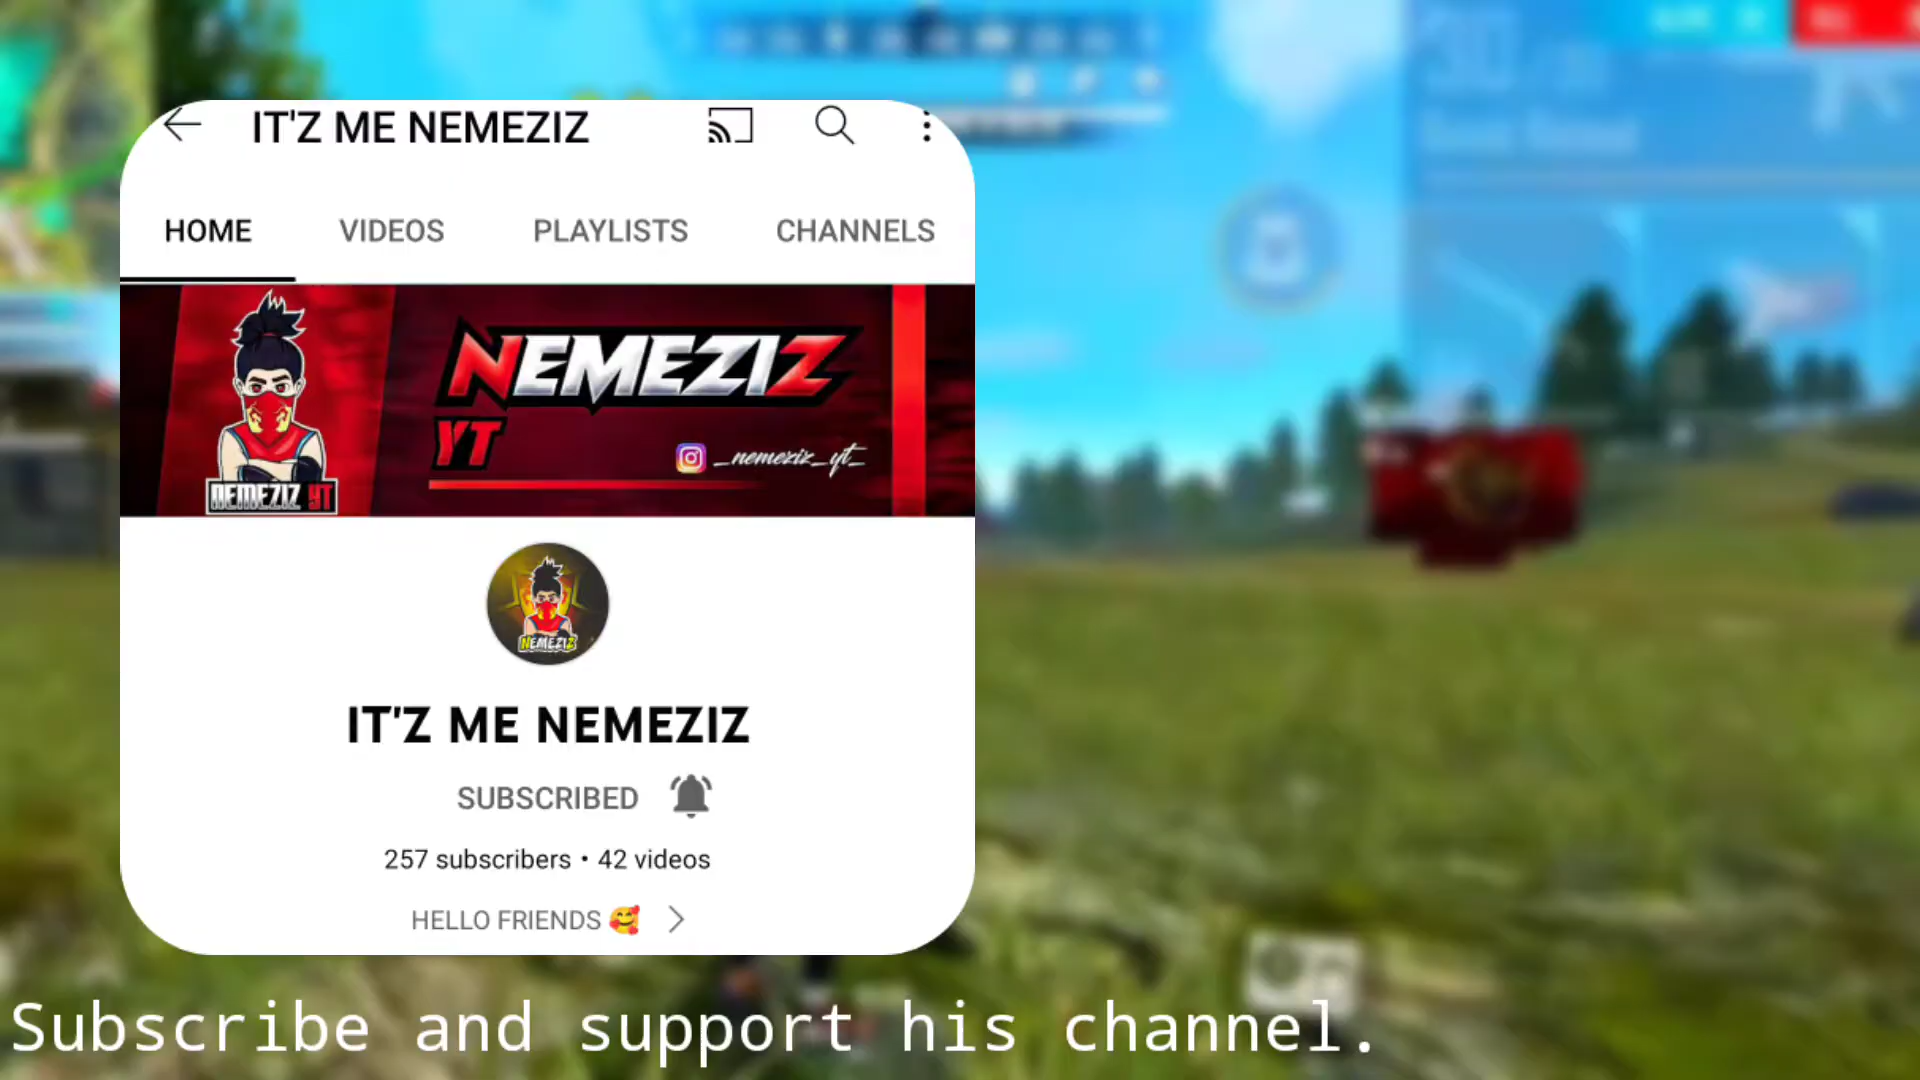 IT'Z ME NEMEZIZ
HOME VIDEOS PLAYLISTS CHANNELS
NEMEZIZ
YT
_nemeziz_yt_
NEMEZIZ YT
NEMEZIZ
IT'Z ME NEMEZIZ
SUBSCRIBED
257 subscribers • 42 videos
HELLO FRIENDS 🥰
Subscribe and support his channel.